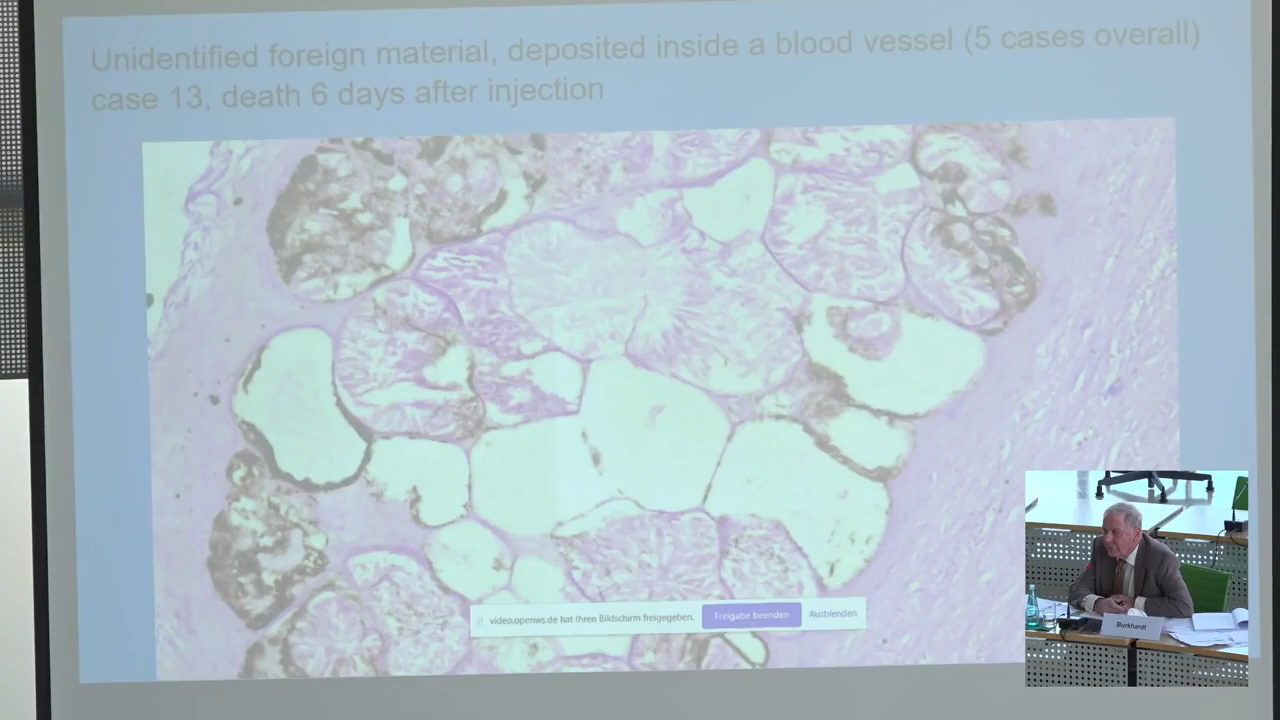 Unidentified foreign material, deposited inside a blood vessel (5 cases overall)
case 13, death 6 days after injection
video.openws.de hat Ihren Bildschirm freigegeben. Freigabe beenden Ausblenden
Burkhardt